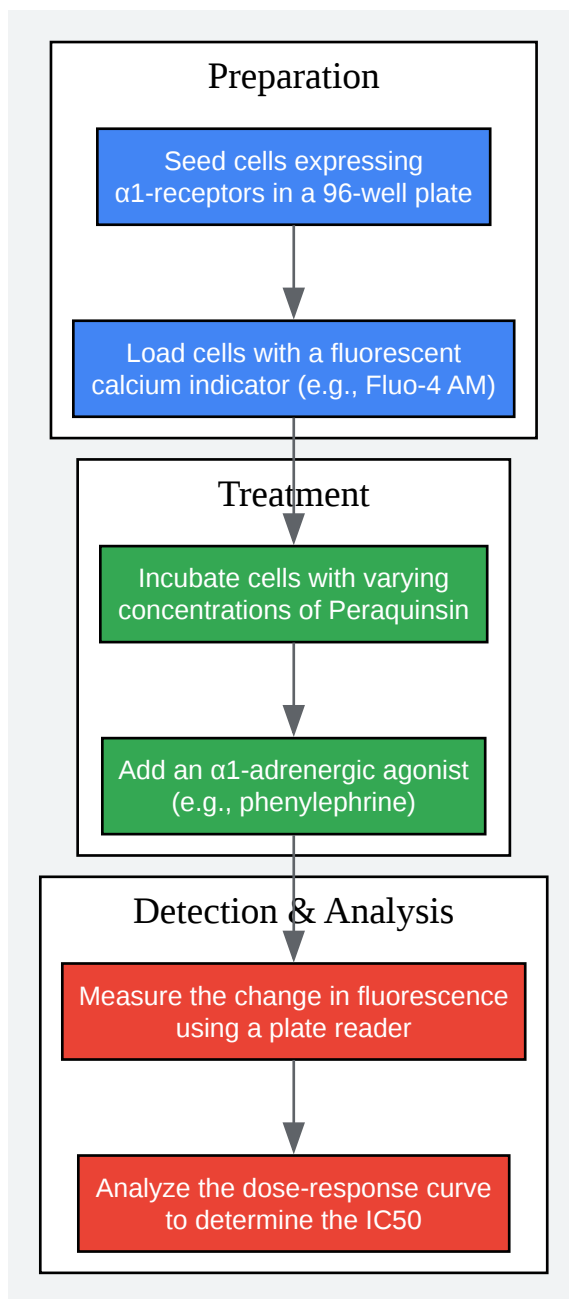 Preparation
Seed cells expressing
α1-receptors in a 96-well plate
Load cells with a fluorescent
calcium indicator (e.g., Fluo-4 AM)
Treatment
Incubate cells with varying
concentrations of Peraquinsin
Add an α1-adrenergic agonist
(e.g., phenylephrine)
Detection & Analysis
Measure the change in fluorescence
using a plate reader
Analyze the dose-response curve
to determine the IC50